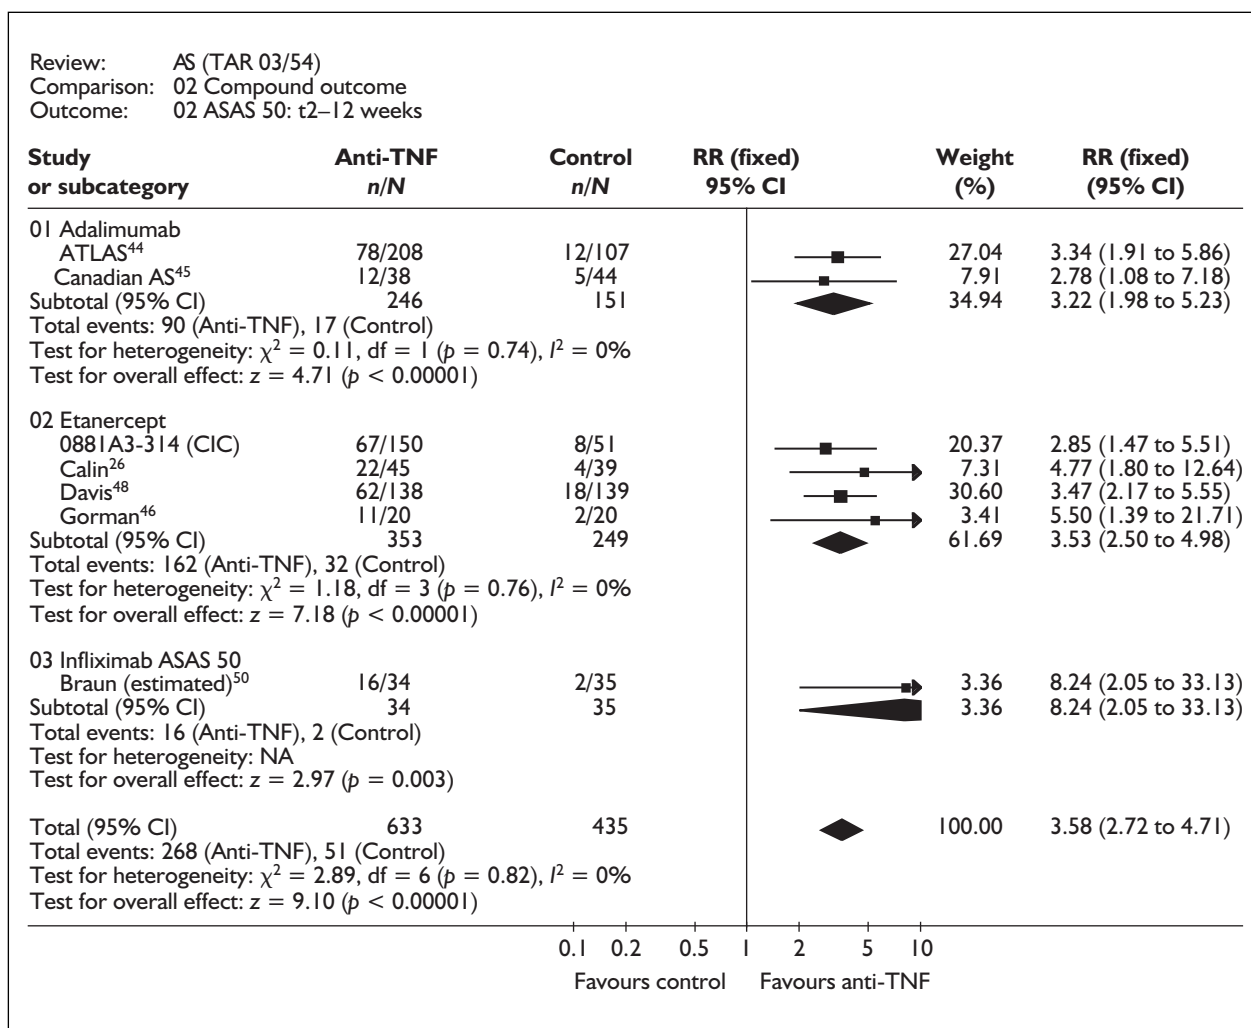 Review: AS (TAR 03/54)
Comparison: 02 Compound outcome
Outcome: 02 ASAS 50: t2–12 weeks
Study Anti-TNF Control RR (fixed) Weight RR (fixed)
or subcategory n/N n/N 95% CI (%) (95% CI)
01 Adalimumab
ATLAS⁴⁴ 78/208 12/107 27.04 3.34 (1.91 to 5.86)
Canadian AS⁴⁵ 12/38 5/44 7.91 2.78 (1.08 to 7.18)
Subtotal (95% CI) 246 151 34.94 3.22 (1.98 to 5.23)
Total events: 90 (Anti-TNF), 17 (Control)
Test for heterogeneity: χ² = 0.11, df = 1 (p = 0.74), I² = 0%
Test for overall effect: z = 4.71 (p < 0.00001)
02 Etanercept
0881A3-314 (CIC) 67/150 8/51 20.37 2.85 (1.47 to 5.51)
Calin²⁶ 22/45 4/39 7.31 4.77 (1.80 to 12.64)
Davis⁴⁸ 62/138 18/139 30.60 3.47 (2.17 to 5.55)
Gorman⁴⁶ 11/20 2/20 3.41 5.50 (1.39 to 21.71)
Subtotal (95% CI) 353 249 61.69 3.53 (2.50 to 4.98)
Total events: 162 (Anti-TNF), 32 (Control)
Test for heterogeneity: χ² = 1.18, df = 3 (p = 0.76), I² = 0%
Test for overall effect: z = 7.18 (p < 0.00001)
03 Infliximab ASAS 50
Braun (estimated)⁵⁰ 16/34 2/35 3.36 8.24 (2.05 to 33.13)
Subtotal (95% CI) 34 35 3.36 8.24 (2.05 to 33.13)
Total events: 16 (Anti-TNF), 2 (Control)
Test for heterogeneity: NA
Test for overall effect: z = 2.97 (p = 0.003)
Total (95% CI) 633 435 100.00 3.58 (2.72 to 4.71)
Total events: 268 (Anti-TNF), 51 (Control)
Test for heterogeneity: χ² = 2.89, df = 6 (p = 0.82), I² = 0%
Test for overall effect: z = 9.10 (p < 0.00001)
0.1 0.2 0.5 1 2 5 10
Favours control Favours anti-TNF